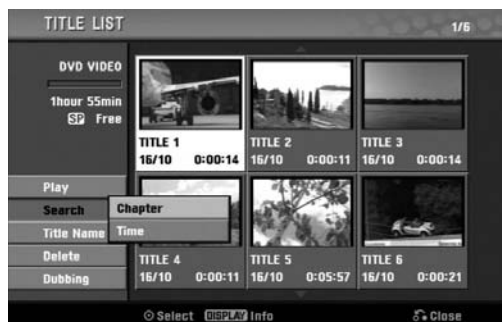 TITLE LIST
1/6
DVD VIDEO
1hour 55min
SP Free
TITLE 1
16/10 0:00:14
TITLE 2
16/10 0:00:11
TITLE 3
16/10 0:00:14
Play
Search
Chapter
Time
Title Name
Delete
Dubbing
TITLE 4
16/10 0:00:11
TITLE 5
16/10 0:05:57
TITLE 6
16/10 0:00:21
Select
DISPLAY Info
Close